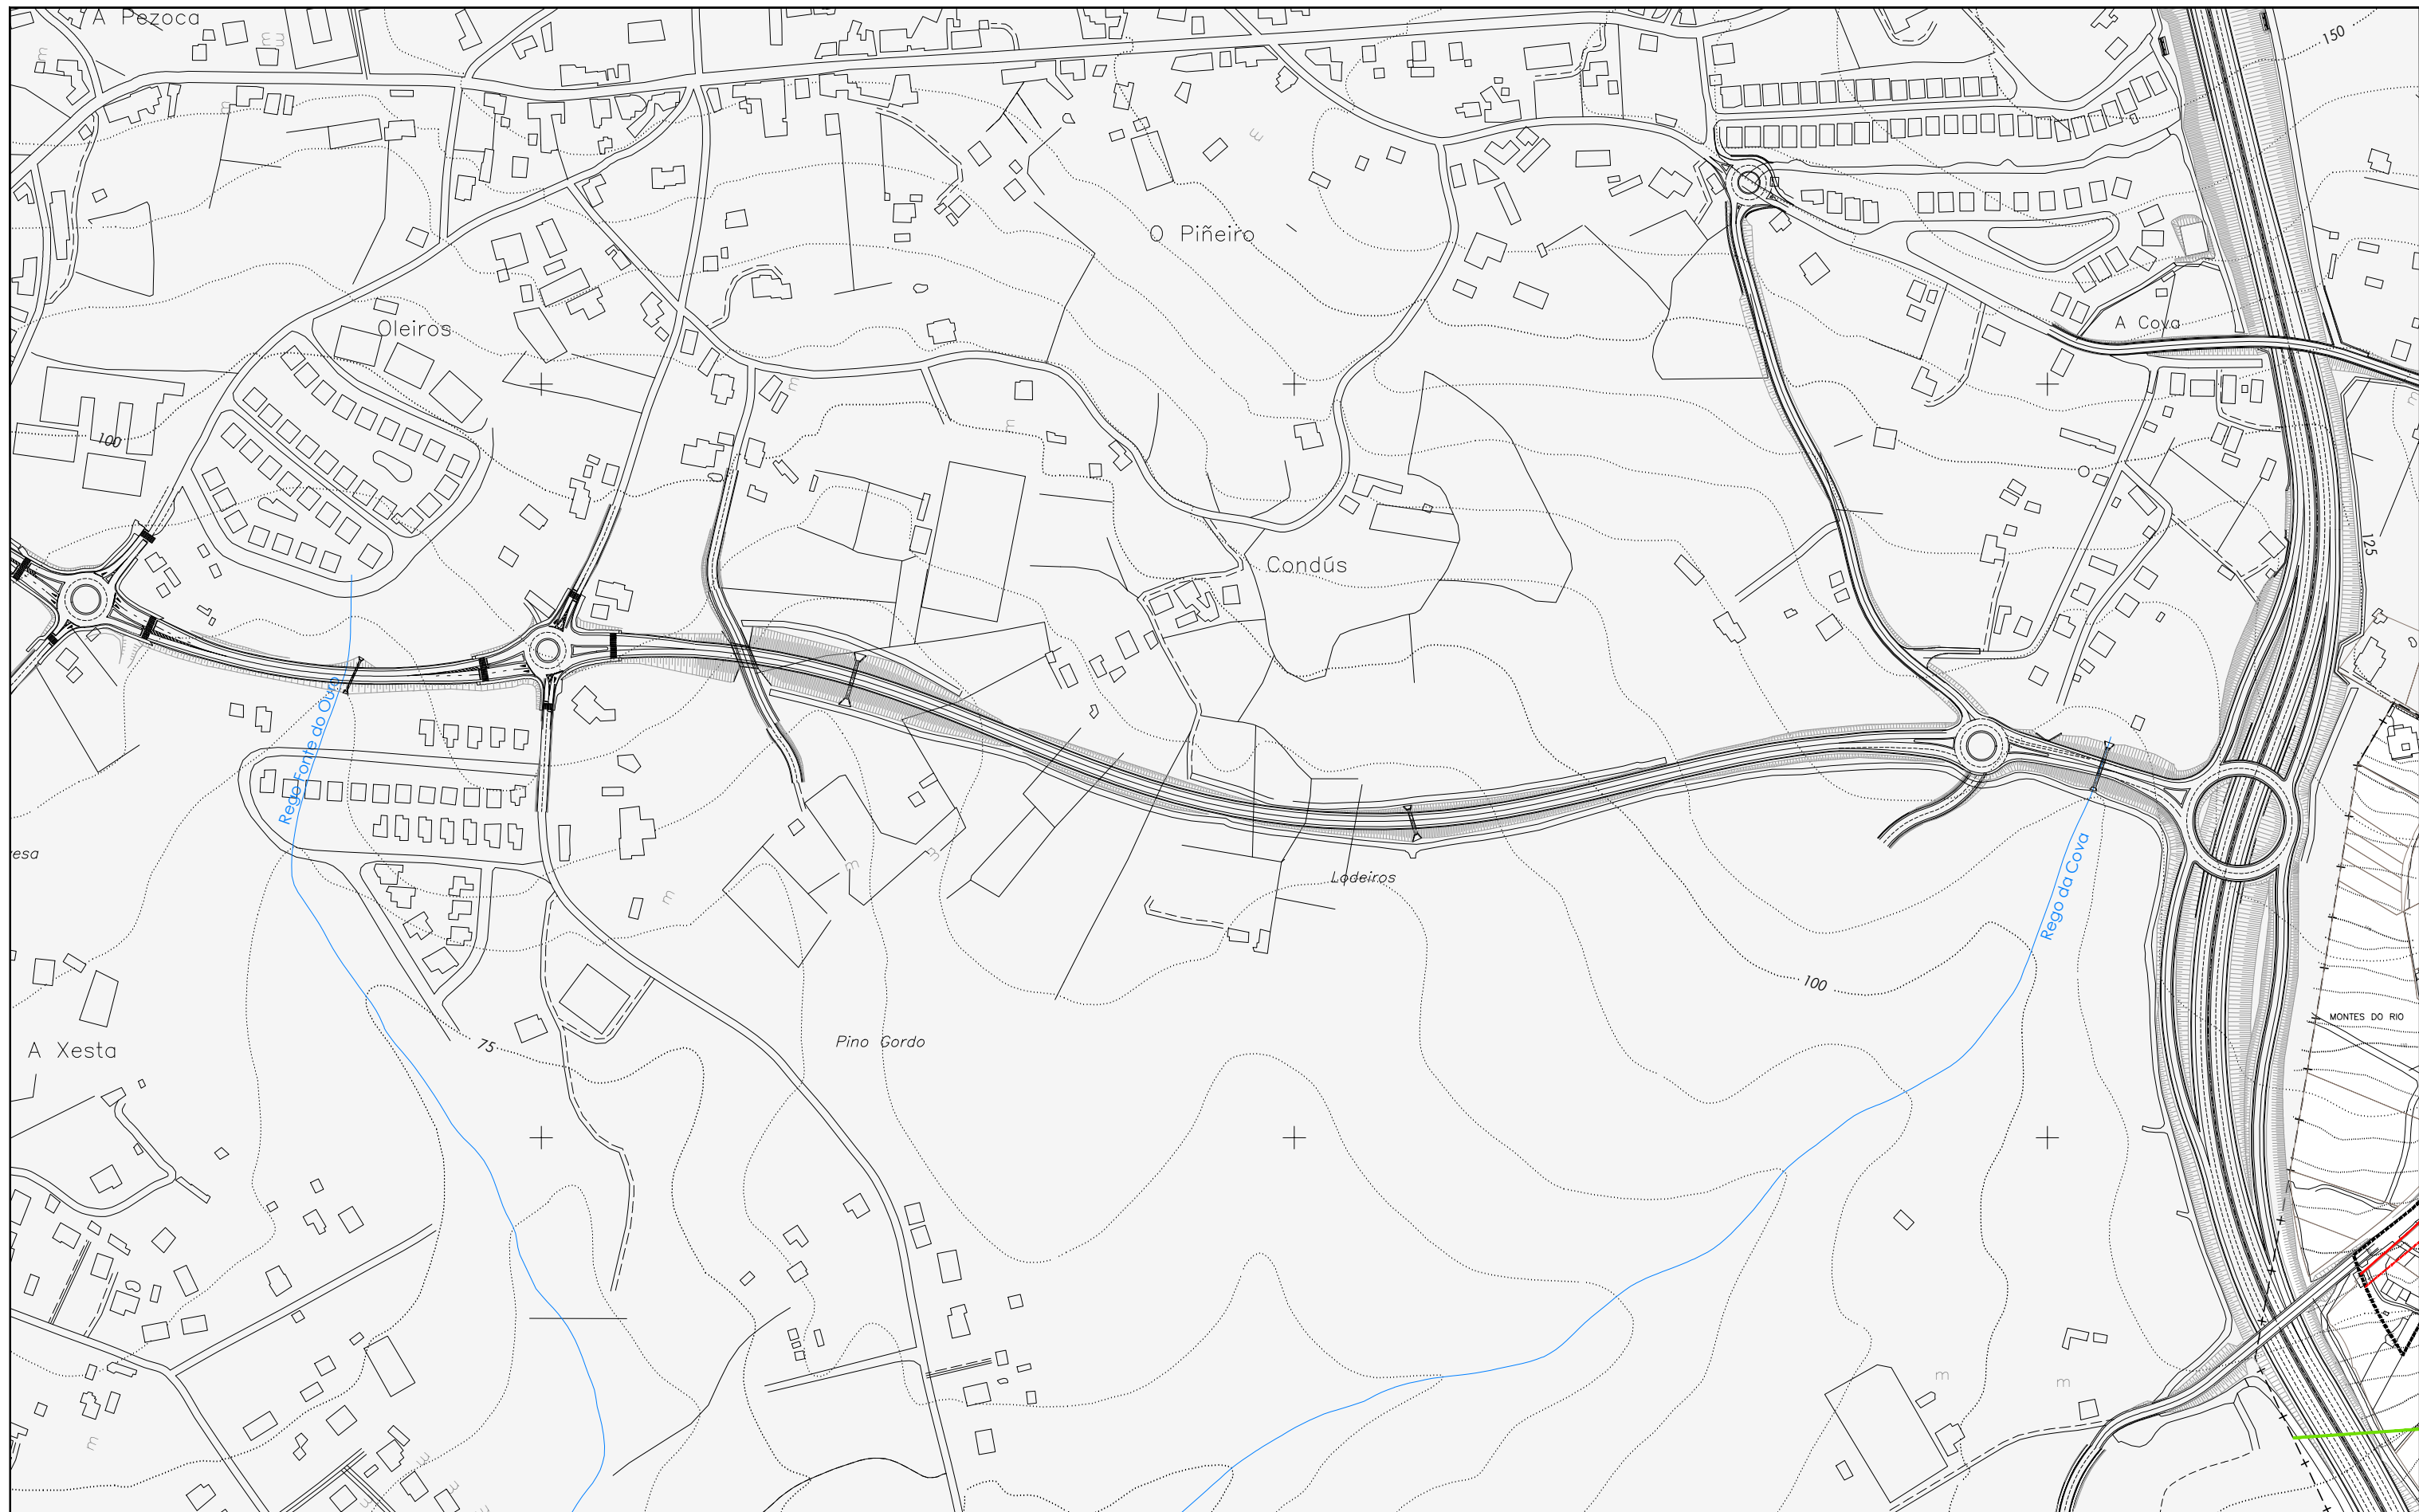 A Pezoca
150
O Piñeiro
A Cova
Oleiros
100
125
Condús
Rego Fonte do Ouro
Rego da Cova
esa
Lodeiros
100
MONTES DO RIO
Pino Gordo
75
A Xesta